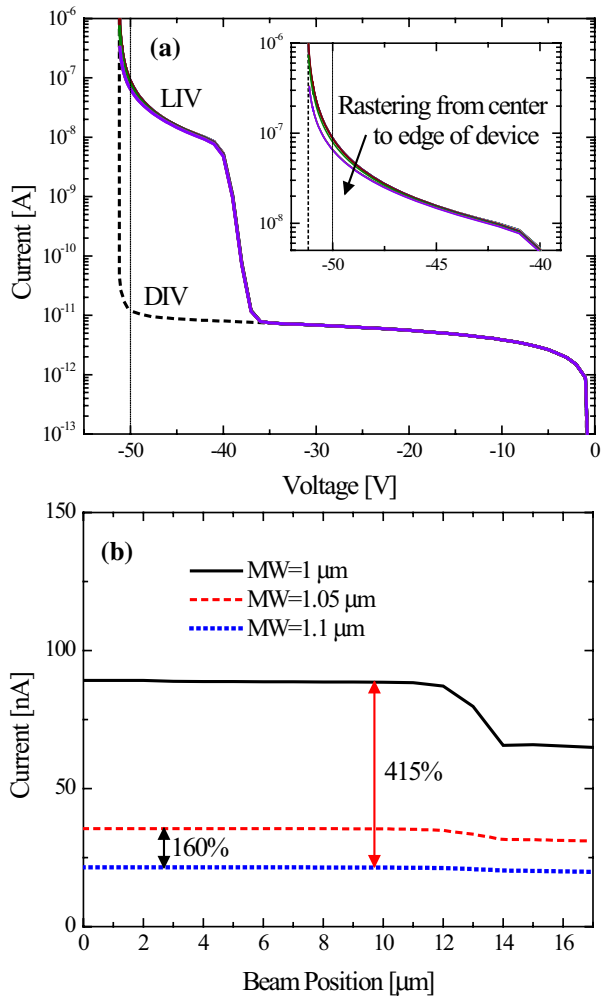 (a)
LIV
DIV
Rastering from center
to edge of device
10⁻⁶
10⁻⁷
10⁻⁸
-50
-45
-40
10⁻⁶
10⁻⁷
10⁻⁸
10⁻⁹
10⁻¹⁰
10⁻¹¹
10⁻¹²
10⁻¹³
Current [A]
-50
-40
-30
-20
-10
0
Voltage [V]
(b)
MW=1 μm
MW=1.05 μm
MW=1.1 μm
415%
160%
150
100
50
0
Current [nA]
0
2
4
6
8
10
12
14
16
Beam Position [μm]